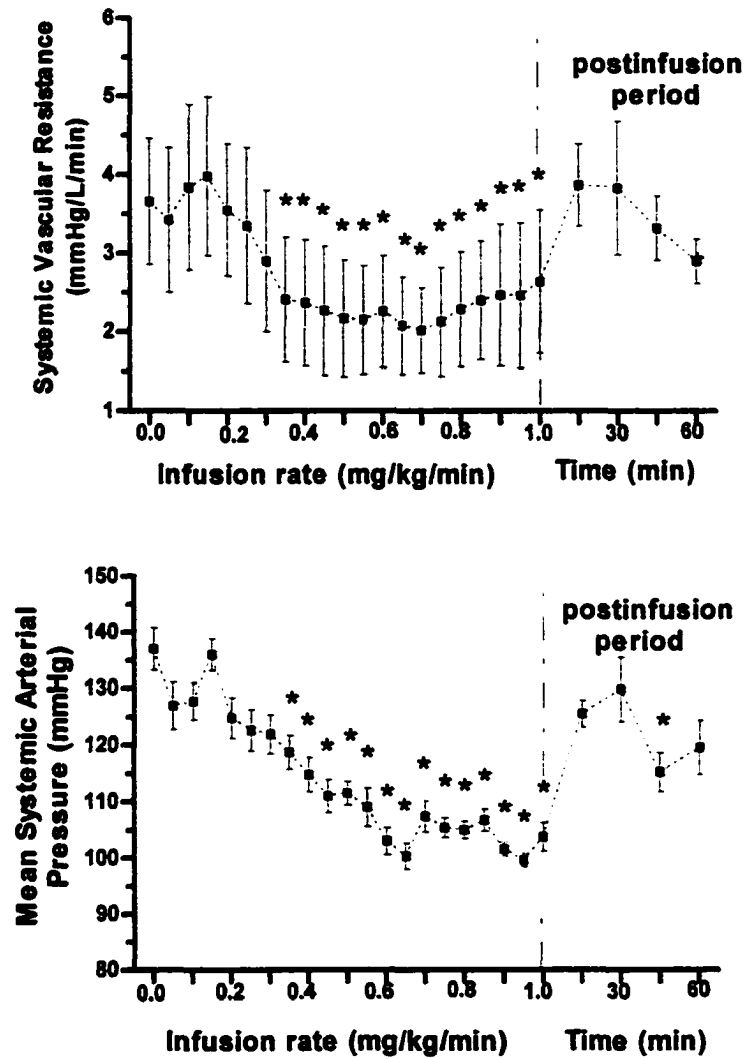 Systemic Vascular Resistance
(mmHg/L/min)
6
5
4
3
2
1
postinfusion
period
* * * * * * * * * * * * * *
*
0.0 0.2 0.4 0.6 0.8 1.0 30 60
Infusion rate (mg/kg/min) Time (min)
Mean Systemic Arterial
Pressure (mmHg)
150
140
130
120
110
100
90
80
postinfusion
period
* * * * * * * * * * * * * * *
0.0 0.2 0.4 0.6 0.8 1.0 30 60
Infusion rate (mg/kg/min) Time (min)